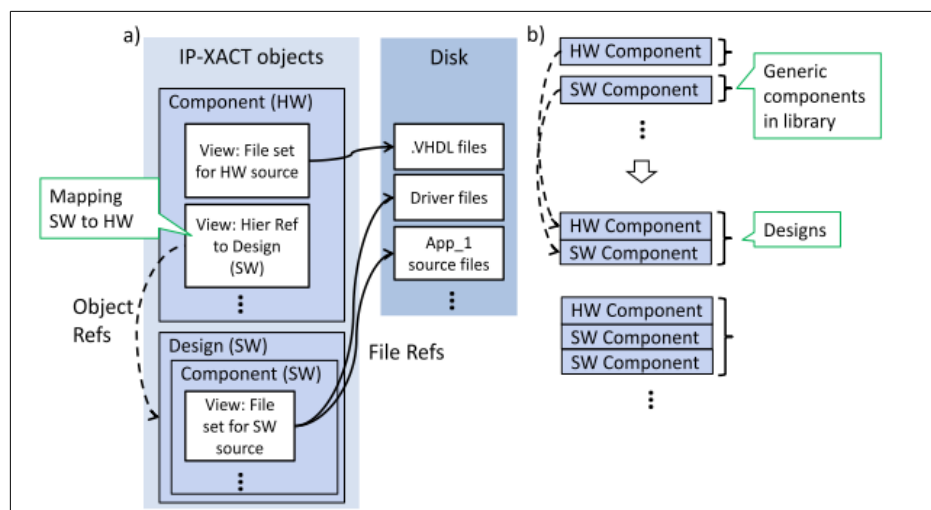 a)
IP-XACT objects
Component (HW)
View: File set
for HW source
Mapping
SW to HW
View: Hier Ref
to Design
(SW)
Object
Refs
Design (SW)
Component (SW)
View: File
set for SW
source
Disk
.VHDL files
Driver files
App_1
source files
File Refs
b)
HW Component
SW Component
Generic
components
in library
HW Component
SW Component
Designs
HW Component
SW Component
SW Component